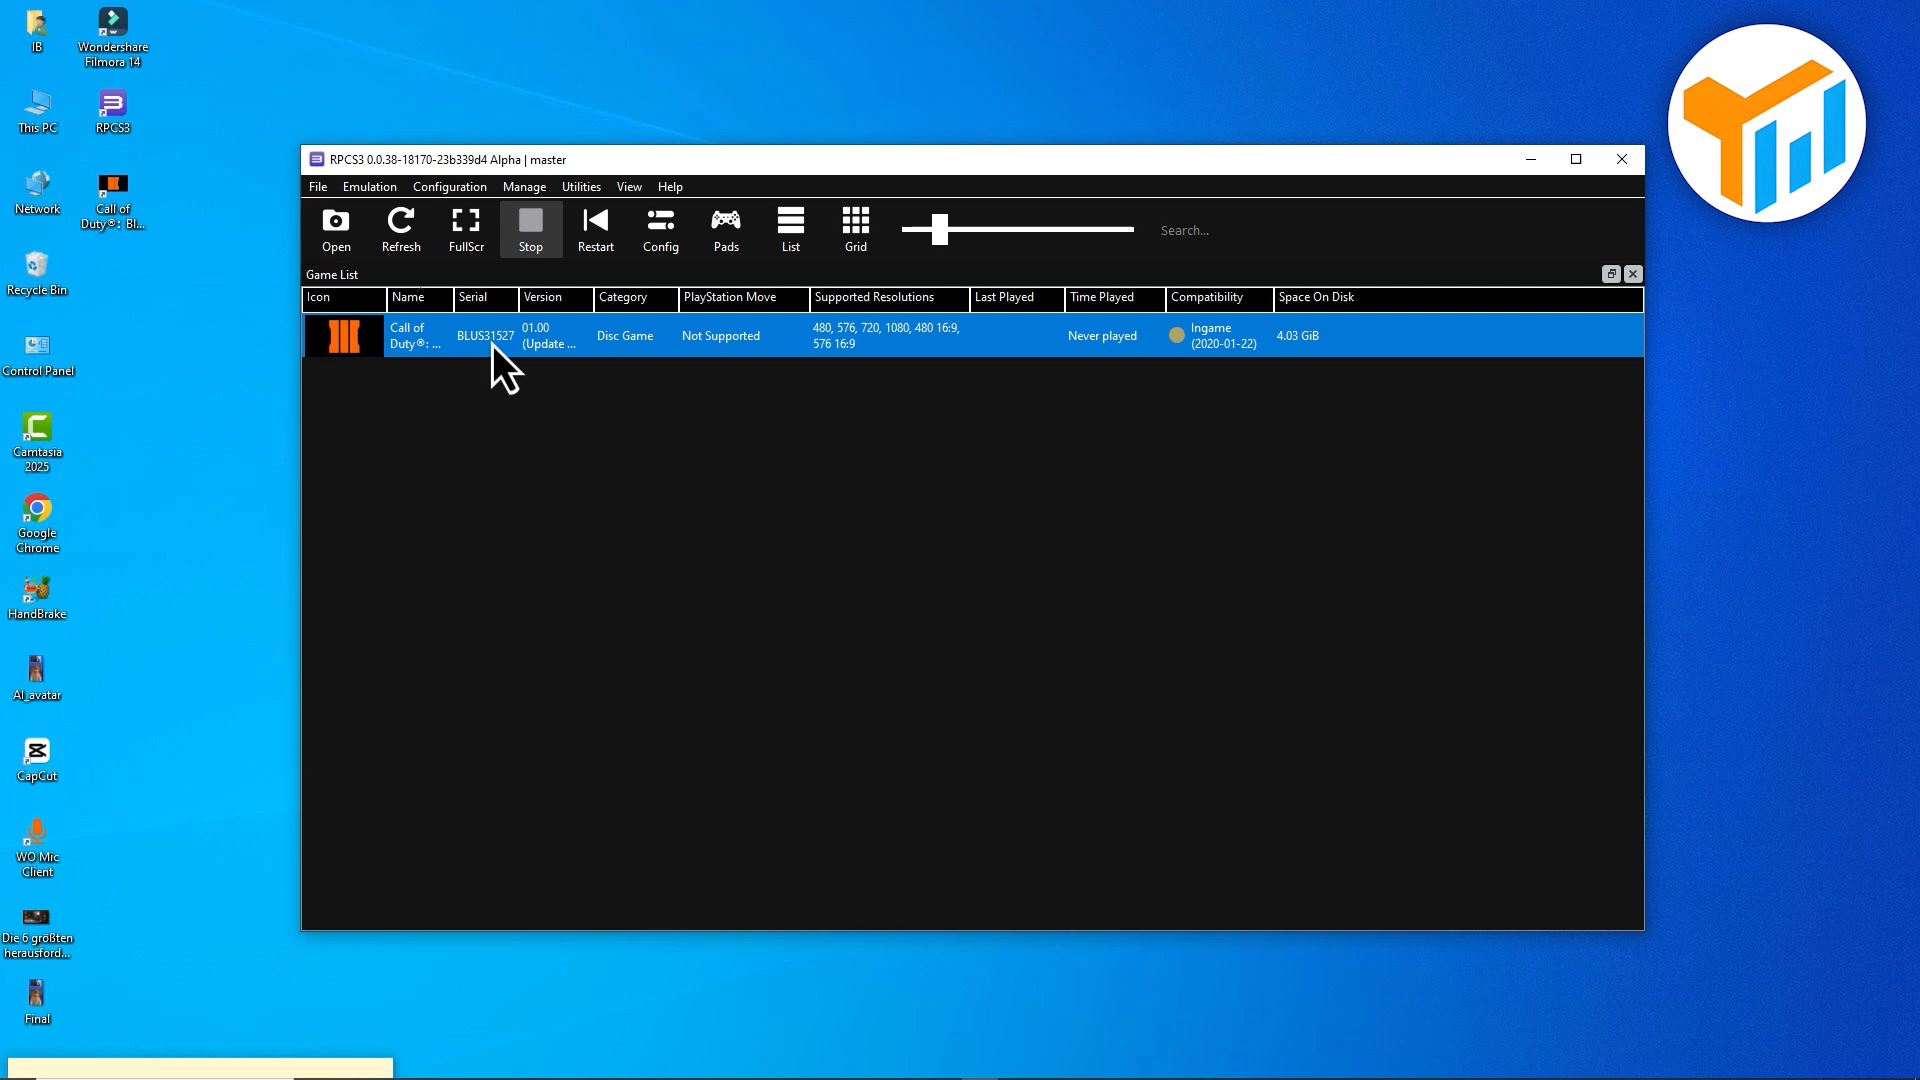 IB
Wondershare
Filmora 14
This PC
RPCS3
Network
Call of
Duty®: Bl...
Recycle Bin
Control Panel
Camtasia
2025
Google
Chrome
HandBrake
AI_avatar
CapCut
WO Mic
Client
Die 6 größten
herausford...
Final
RPCS3 0.0.38-18170-23b339d4 Alpha | master
File Emulation Configuration Manage Utilities View Help
Open Refresh FullScr Stop Restart Config Pads List Grid Search...
Game List
Icon Name Serial Version Category PlayStation Move Supported Resolutions Last Played Time Played Compatibility Space On Disk
Call of
Duty®: ...
BLUS31527
01.00
(Update ...
Disc Game
Not Supported
480, 576, 720, 1080, 480 16:9,
576 16:9
Never played
Ingame
(2020-01-22)
4.03 GiB